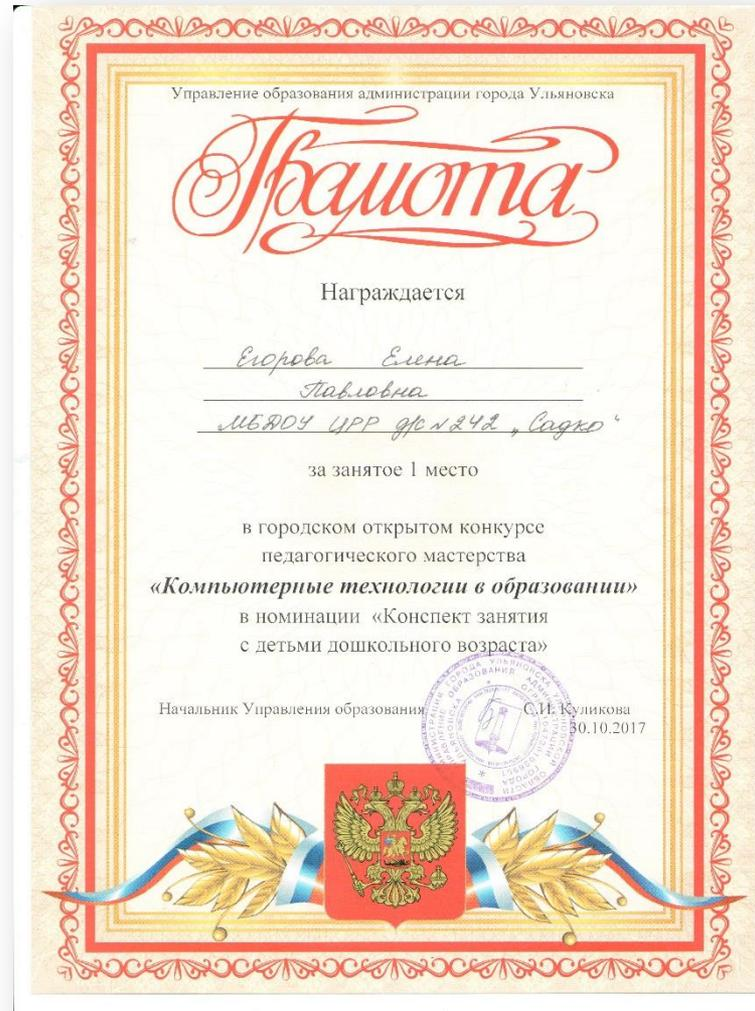 Управление образования администрации города Ульяновска
Грамота
Награждается
Егорова Елена
Павловна
МБДОУ ЦРР д/с №242 „Садко“
за занятое 1 место
в городском открытом конкурсе
педагогического мастерства
«Компьютерные технологии в образовании»
в номинации «Конспект занятия
с детьми дошкольного возраста»
Начальник Управления образования С.И. Куликова
30.10.2017